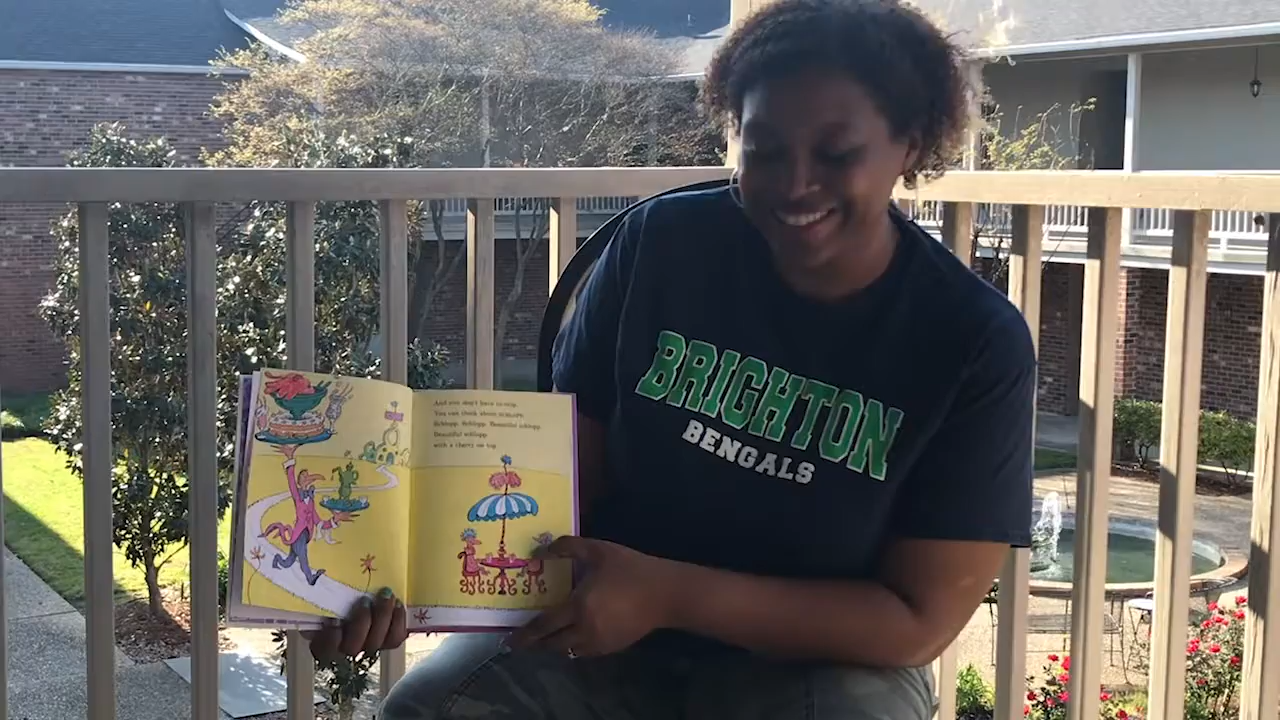 And you don't have to stop.
You can think about SCHLOPP.
Schlopp. Schlopp. Beautiful schlopp.
Beautiful schlopp
with a cherry on top.
BRIGHTON
BENGALS